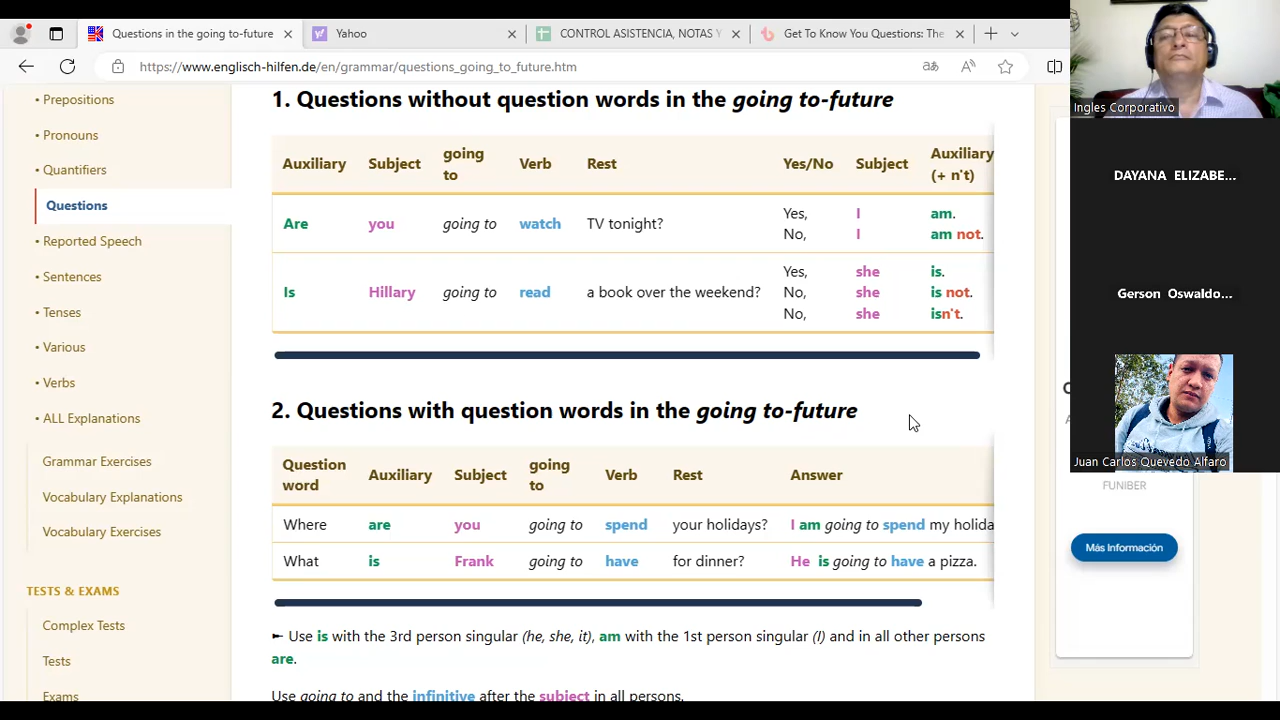 Questions in the going to-future
Yahoo
CONTROL ASISTENCIA, NOTAS Y
Get To Know You Questions: The
https://www.englisch-hilfen.de/en/grammar/questions_going_to_future.htm
Ingles Corporativo
DAYANA ELIZABE...
Gerson Oswaldo...
Juan Carlos Quevedo Alfaro
• Prepositions
• Pronouns
• Quantifiers
Questions
• Reported Speech
• Sentences
• Tenses
• Various
• Verbs
• ALL Explanations
Grammar Exercises
Vocabulary Explanations
Vocabulary Exercises
TESTS & EXAMS
Complex Tests
Tests
Exams
1. Questions without question words in the going to-future
Auxiliary Subject going to Verb Rest Yes/No Subject Auxiliary (+ n't)
Are you going to watch TV tonight? Yes, I am.
No, I am not.
Is Hillary going to read a book over the weekend? Yes, she is.
No, she is not.
No, she isn't.
2. Questions with question words in the going to-future
Question word Auxiliary Subject going to Verb Rest Answer
Where are you going to spend your holidays? I am going to spend my holida
What is Frank going to have for dinner? He is going to have a pizza.
► Use is with the 3rd person singular (he, she, it), am with the 1st person singular (I) and in all other persons
are.
Use going to and the infinitive after the subject in all persons.
FUNIBER
Más Información